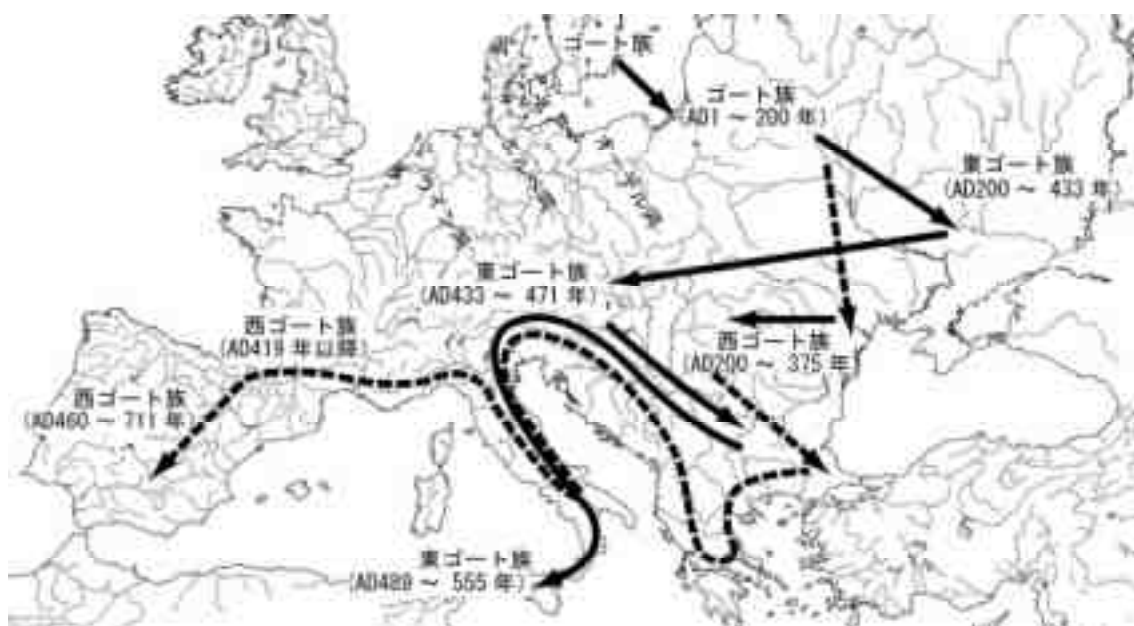 ゴート族
ゴート族
(AD1 ~ 200 年)
東ゴート族
(AD200 ~ 433 年)
東ゴート族
(AD433 ~ 471 年)
西ゴート族
(AD419 年以降)
西ゴート族
(AD200 ~ 375 年)
西ゴート族
(AD460 ~ 711 年)
東ゴート族
(AD489 ~ 555 年)